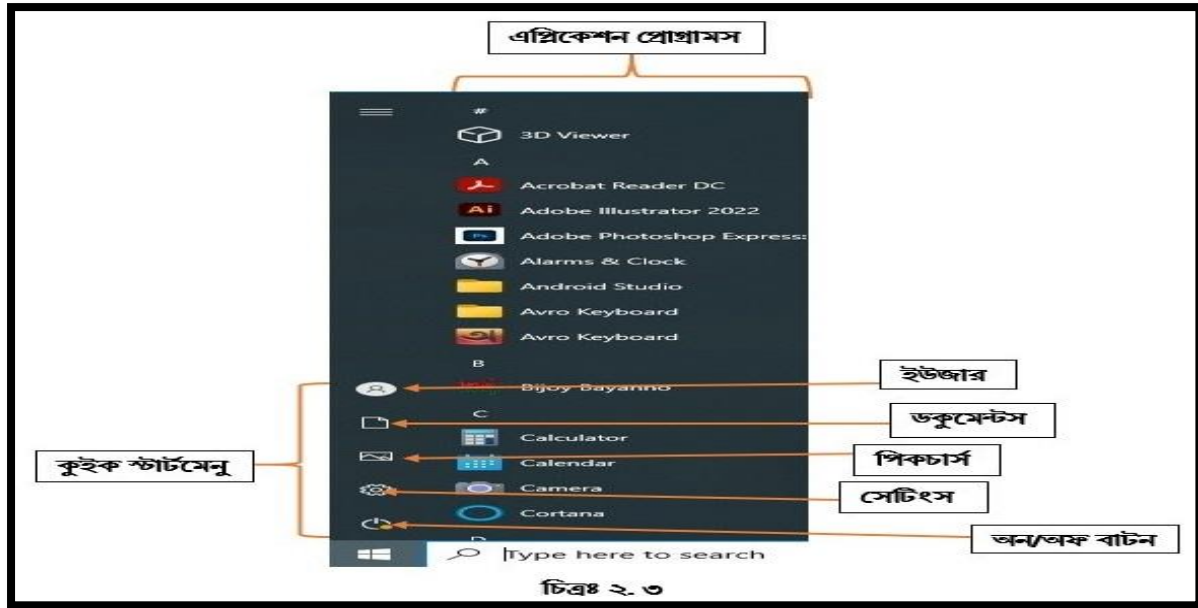 এপ্লিকেশন প্রোগ্রামস
#
3D Viewer
A
Acrobat Reader DC
Ai Adobe Illustrator 2022
Ps Adobe Photoshop Express:
Alarms & Clock
Android Studio
Avro Keyboard
অ Avro Keyboard
B
Bijoy Bayanno
C
Calculator
Calendar
Camera
Cortana
ইউজার
ডকুমেন্টস
পিকচার্স
সেটিংস
অন/অফ বাটন
কুইক স্টার্টমেনু
Type here to search
চিত্রঃ ২. ৩